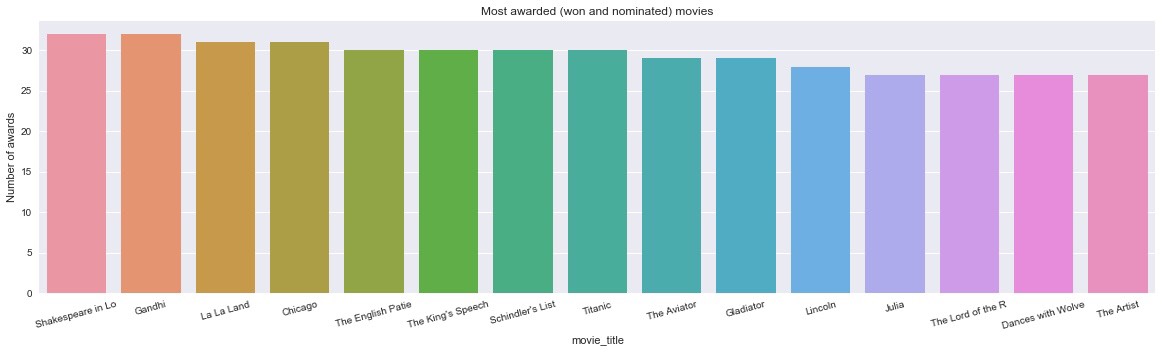 Most awarded (won and nominated) movies
Number of awards
30
25
20
15
10
5
0
Shakespeare in Lo
Gandhi
La La Land
Chicago
The English Patie
The King's Speech
Schindler's List
Titanic
The Aviator
Gladiator
Lincoln
Julia
The Lord of the R
Dances with Wolve
The Artist
movie_title